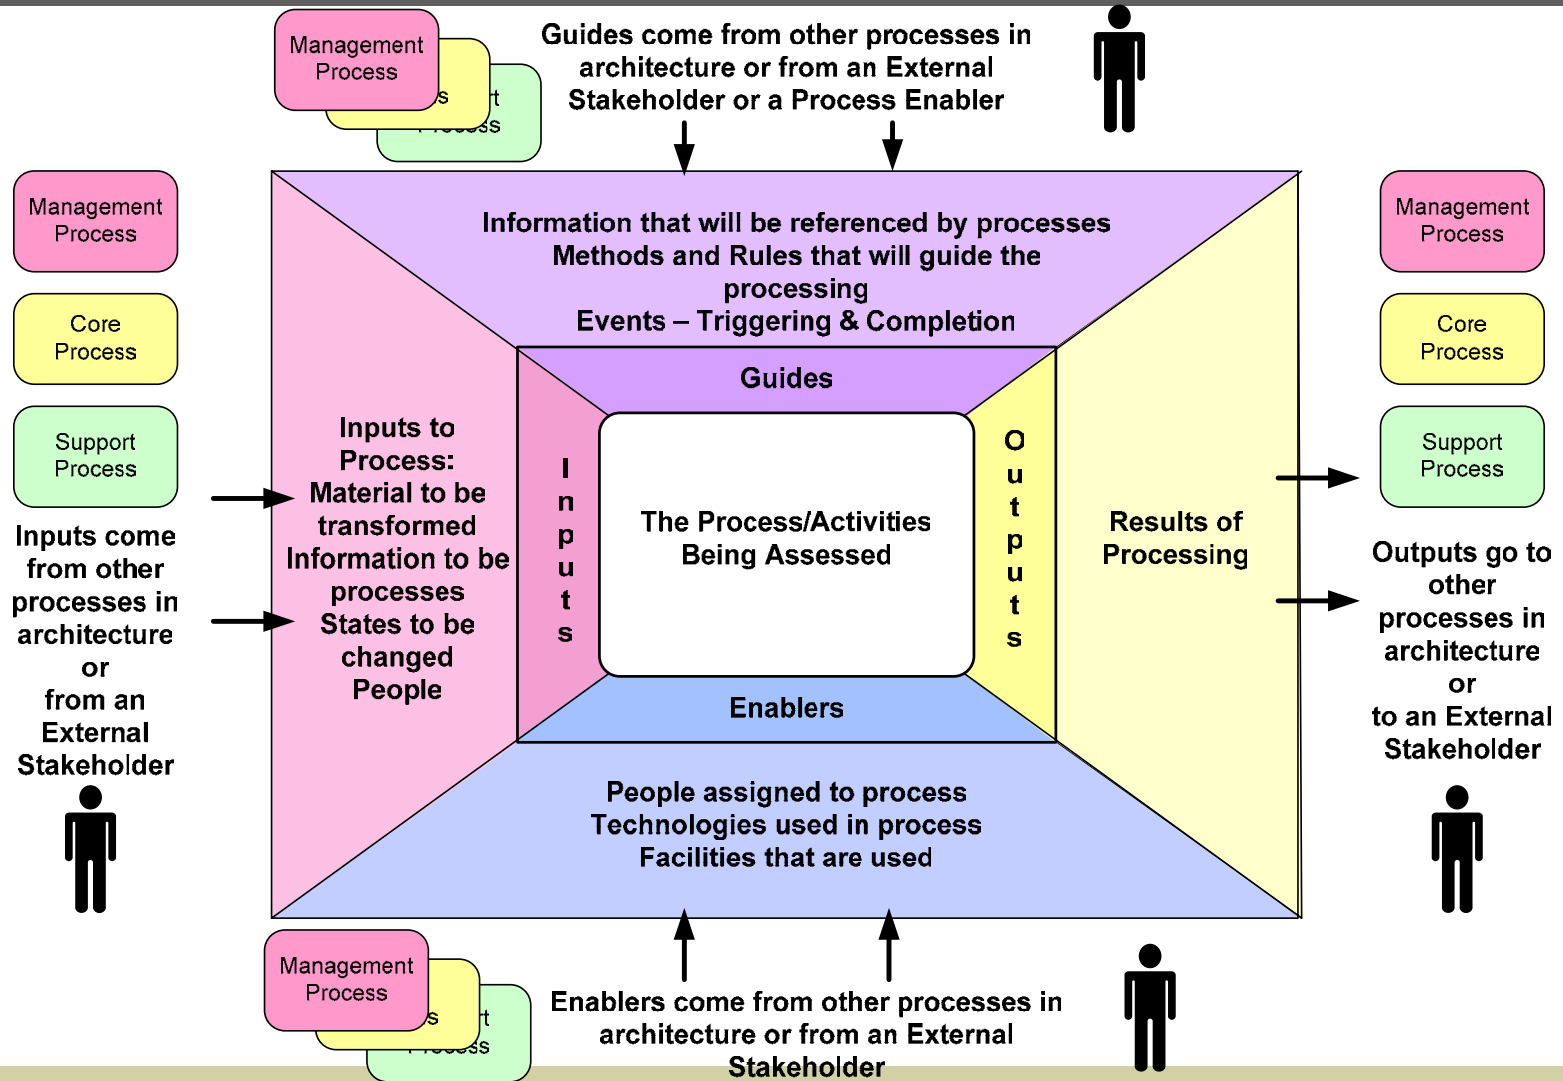 Management
Process
s
rt
Process
Guides come from other processes in
architecture or from an External
Stakeholder or a Process Enabler
Management
Process
Core
Process
Support
Process
Inputs come
from other
processes in
architecture
or
from an
External
Stakeholder
Information that will be referenced by processes
Methods and Rules that will guide the
processing
Events – Triggering & Completion
Guides
Inputs to
Process:
Material to be
transformed
Information to be
processes
States to be
changed
People
Inputs
The Process/Activities
Being Assessed
Outputs
Results of
Processing
Enablers
People assigned to process
Technologies used in process
Facilities that are used
Management
Process
Core
Process
Support
Process
Outputs go to
other
processes in
architecture
or
to an External
Stakeholder
Management
Process
s
rt
Process
Enablers come from other processes in
architecture or from an External
Stakeholder